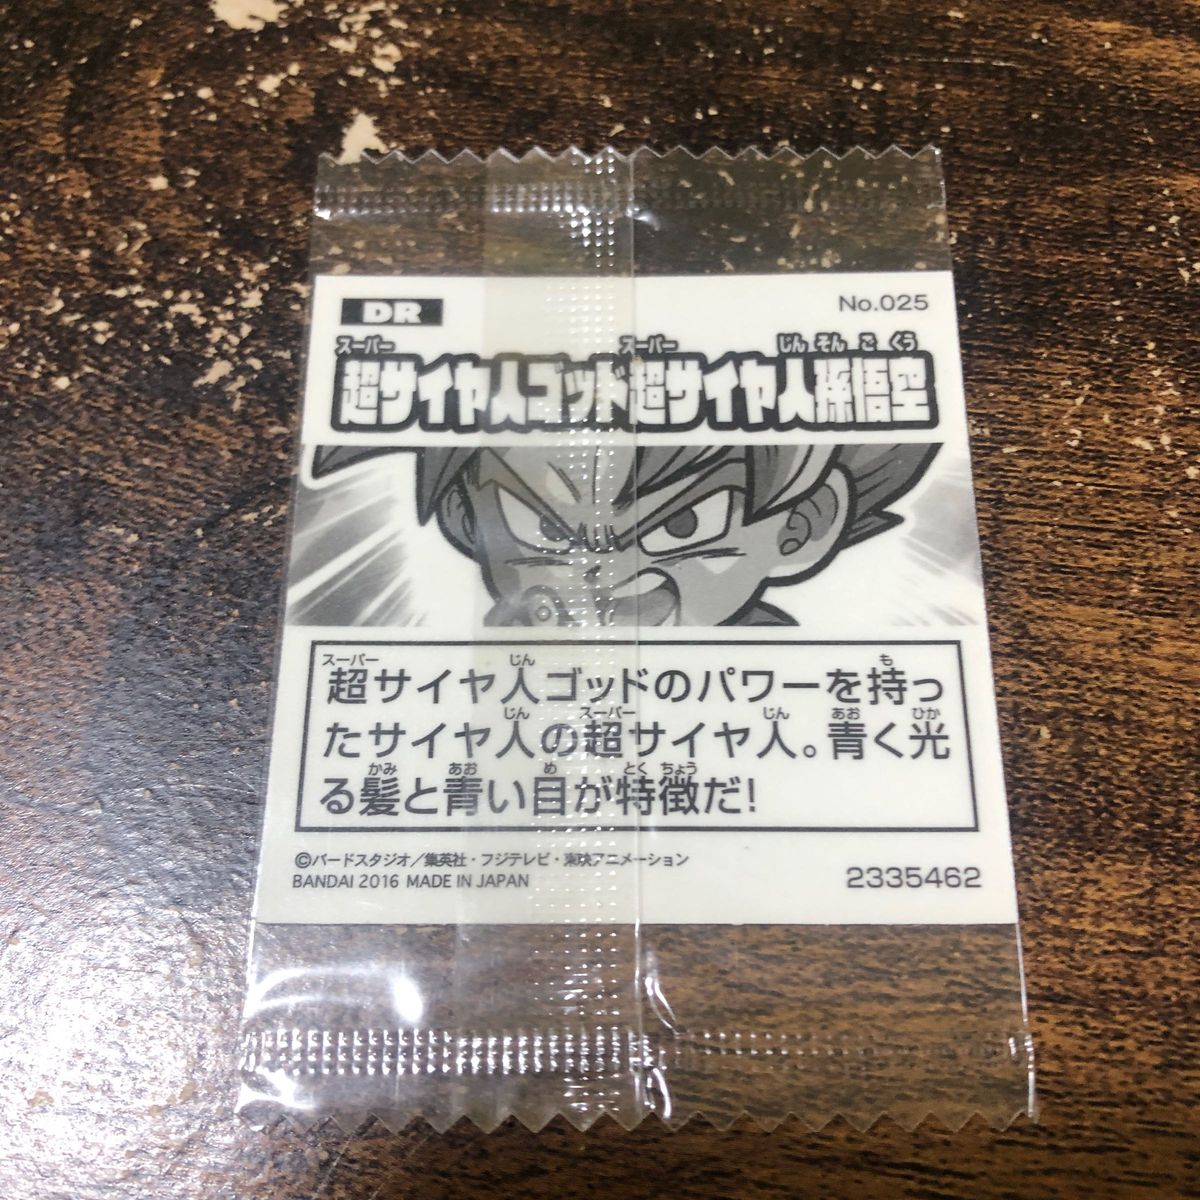 DR
No.025
スーパー スーパー じん そん ご くう
超サイヤ人ゴッド超サイヤ人孫悟空
スーパー じん も
超サイヤ人ゴッドのパワーを持っ
じん スーパー じん あお ひか
たサイヤ人の超サイヤ人。青く光
かみ あお め とく ちょう
る髪と青い目が特徴だ!
©バードスタジオ/集英社・フジテレビ・東映アニメーション
BANDAI 2016 MADE IN JAPAN
2335462